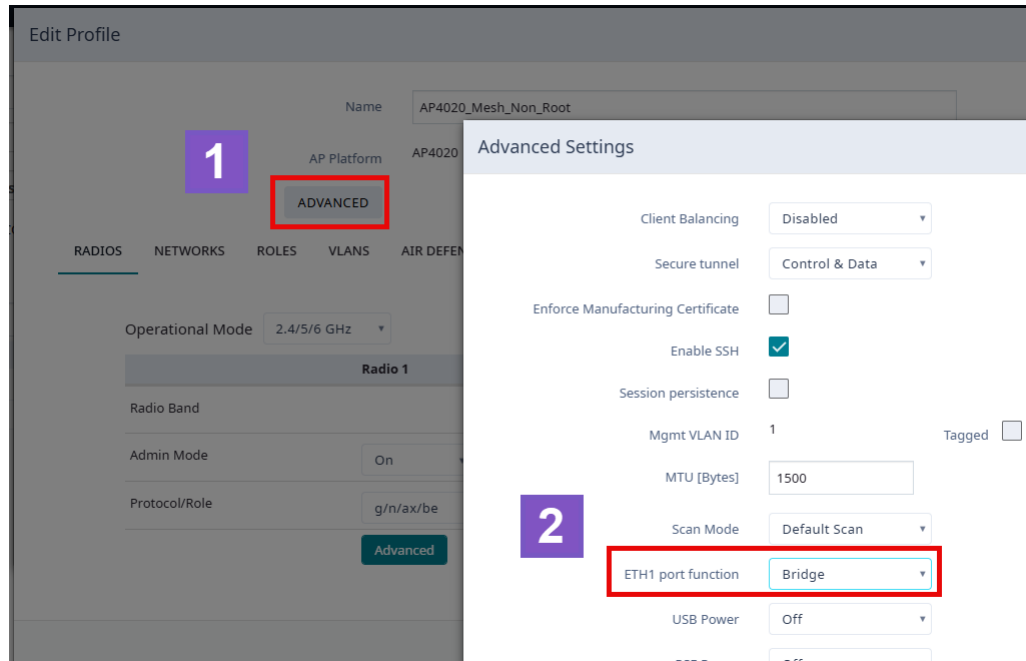 Edit Profile
Name AP4020_Mesh_Non_Root
1
AP Platform AP4020
ADVANCED
RADIOS NETWORKS ROLES VLANS
Operational Mode 2.4/5/6 GHz
Radio 1
Radio Band
Admin Mode On
Protocol/Role g/n/ax/be
Advanced
Advanced Settings
Client Balancing Disabled
Secure tunnel Control & Data
Enforce Manufacturing Certificate
Enable SSH
Session persistence
Mgmt VLAN ID 1 Tagged
MTU [Bytes] 1500
2
Scan Mode Default Scan
ETH1 port function Bridge
USB Power Off